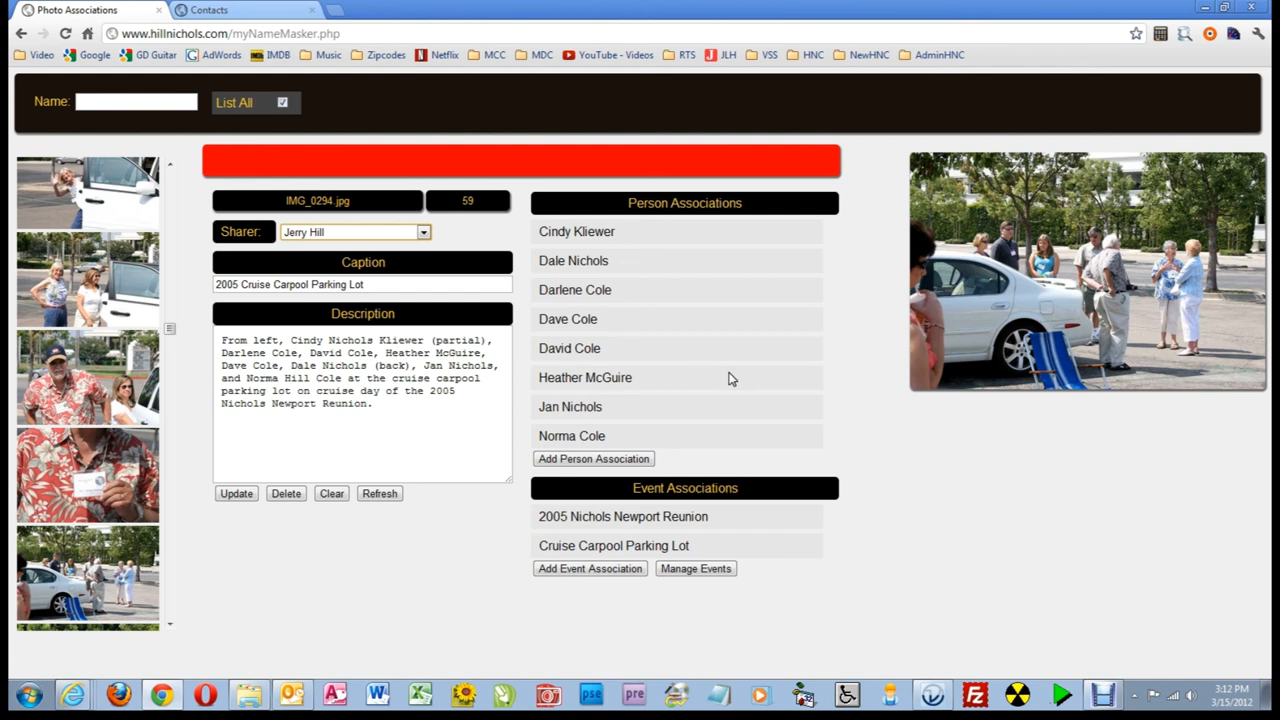 Photo Associations
Contacts
www.hillnichols.com/myNameMasker.php
Video Google GD Guitar AdWords IMDB Music Zipcodes Netflix MCC MDC YouTube - Videos RTS JLH VSS HNC NewHNC AdminHNC
Name: List All
IMG_0294.jpg 59
Sharer: Jerry Hill
Caption
2005 Cruise Carpool Parking Lot
Description
From left, Cindy Nichols Kliewer (partial),
Darlene Cole, David Cole, Heather McGuire,
Dave Cole, Dale Nichols (back), Jan Nichols,
and Norma Hill Cole at the cruise carpool
parking lot on cruise day of the 2005
Nichols Newport Reunion.
Update Delete Clear Refresh
Person Associations
Cindy Kliewer
Dale Nichols
Darlene Cole
Dave Cole
David Cole
Heather McGuire
Jan Nichols
Norma Cole
Add Person Association
Event Associations
2005 Nichols Newport Reunion
Cruise Carpool Parking Lot
Add Event Association Manage Events
pse pre
3:12 PM
3/15/2012